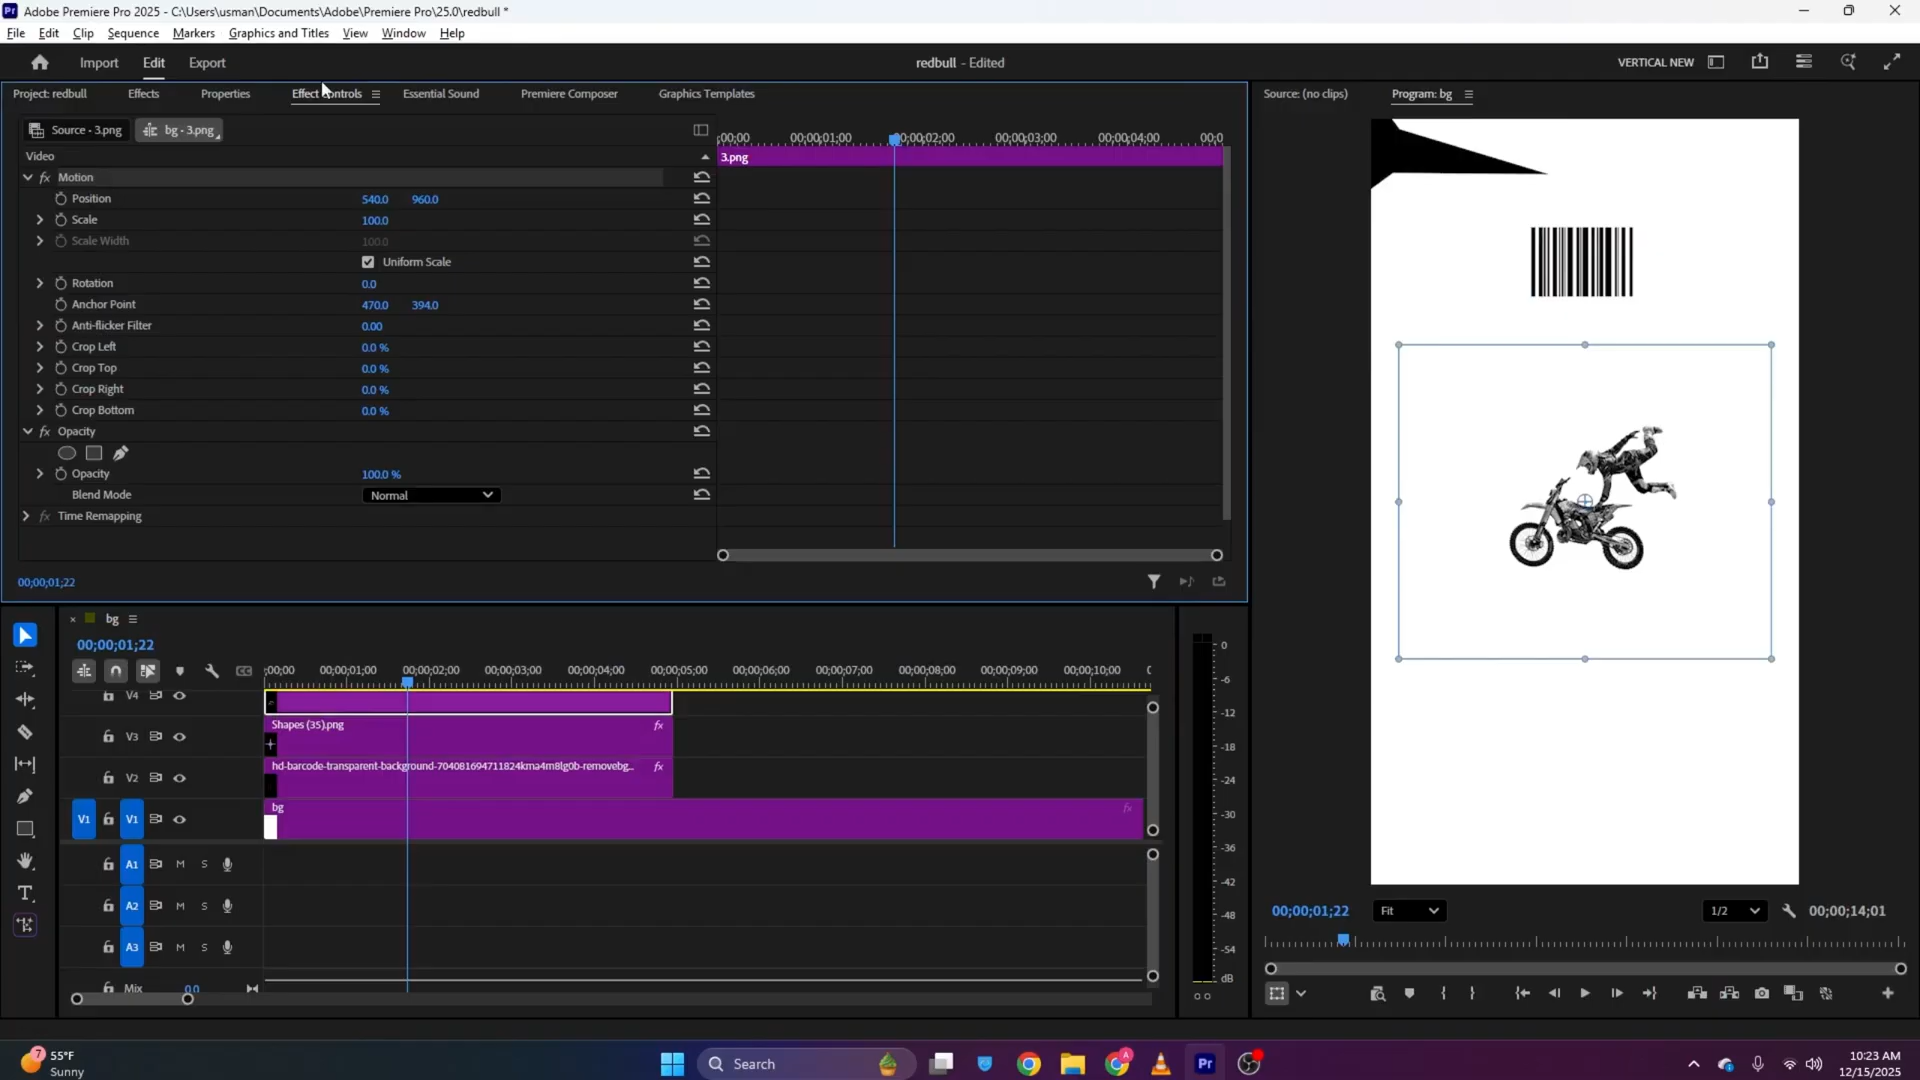 Adobe Premiere Pro 2025 - C:\Users\usman\Documents\Adobe\Premiere Pro\25.0\redbull *
File Edit Clip Sequence Markers Graphics and Titles View Window Help
Import Edit Export
redbull - Edited
VERTICAL NEW
Project: redbull Effects Properties Effect Controls Essential Sound Premiere Composer Graphics Templates
Source: (no clips) Program: bg
Source - 3.png bg - 3.png
;00;00 00;00;01;00 00;00;02;00 00;00;03;00 00;00;04;00 00;0
Video
3.png
fx Motion
Position 540.0 960.0
Scale 100.0
Scale Width 100.0
Uniform Scale
Rotation 0.0
Anchor Point 470.0 394.0
Anti-flicker Filter 0.00
Crop Left 0.0 %
Crop Top 0.0 %
Crop Right 0.0 %
Crop Bottom 0.0 %
fx Opacity
Opacity 100.0 %
Blend Mode Normal
fx Time Remapping
00;00;01;22
bg
00;00;01;22
;00;00 00;00;01;00 00;00;02;00 00;00;03;00 00;00;04;00 00;00;05;00 00;00;06;00 00;00;07;00 00;00;08;00 00;00;09;00 00;00;10;00
V4
V3 Shapes (35).png fx
V2 hd-barcode-transparent-background-704081694711824kma4m8lg0b-removebg... fx
V1 V1 bg fx
A1 M S
A2 M S
A3 M S
Mix 0.0
0
-6
-12
-18
-24
-30
-36
-42
-48
-54
dB
00;00;01;22 Fit 1/2 00;00;14;01
7
55°F
Sunny
Search
Pr
10:23 AM
12/15/2025